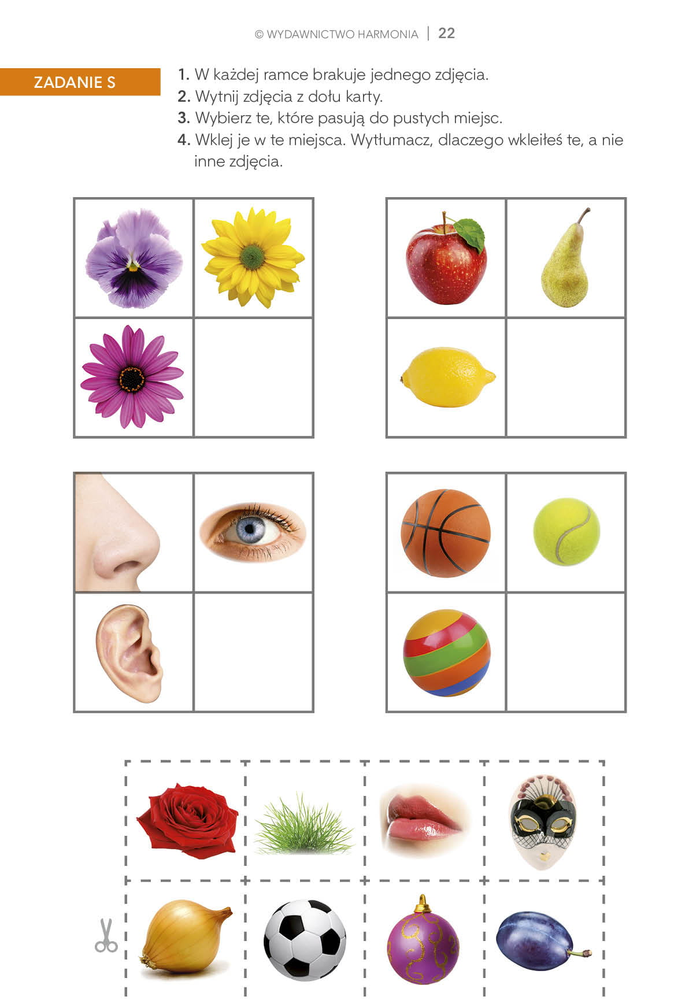 © WYDAWNICTWO HARMONIA | 22
ZADANIE S
1. W każdej ramce brakuje jednego zdjęcia.
2. Wytnij zdjęcia z dołu karty.
3. Wybierz te, które pasują do pustych miejsc.
4. Wklej je w te miejsca. Wytłumacz, dlaczego wkleiłeś te, a nie
inne zdjęcia.